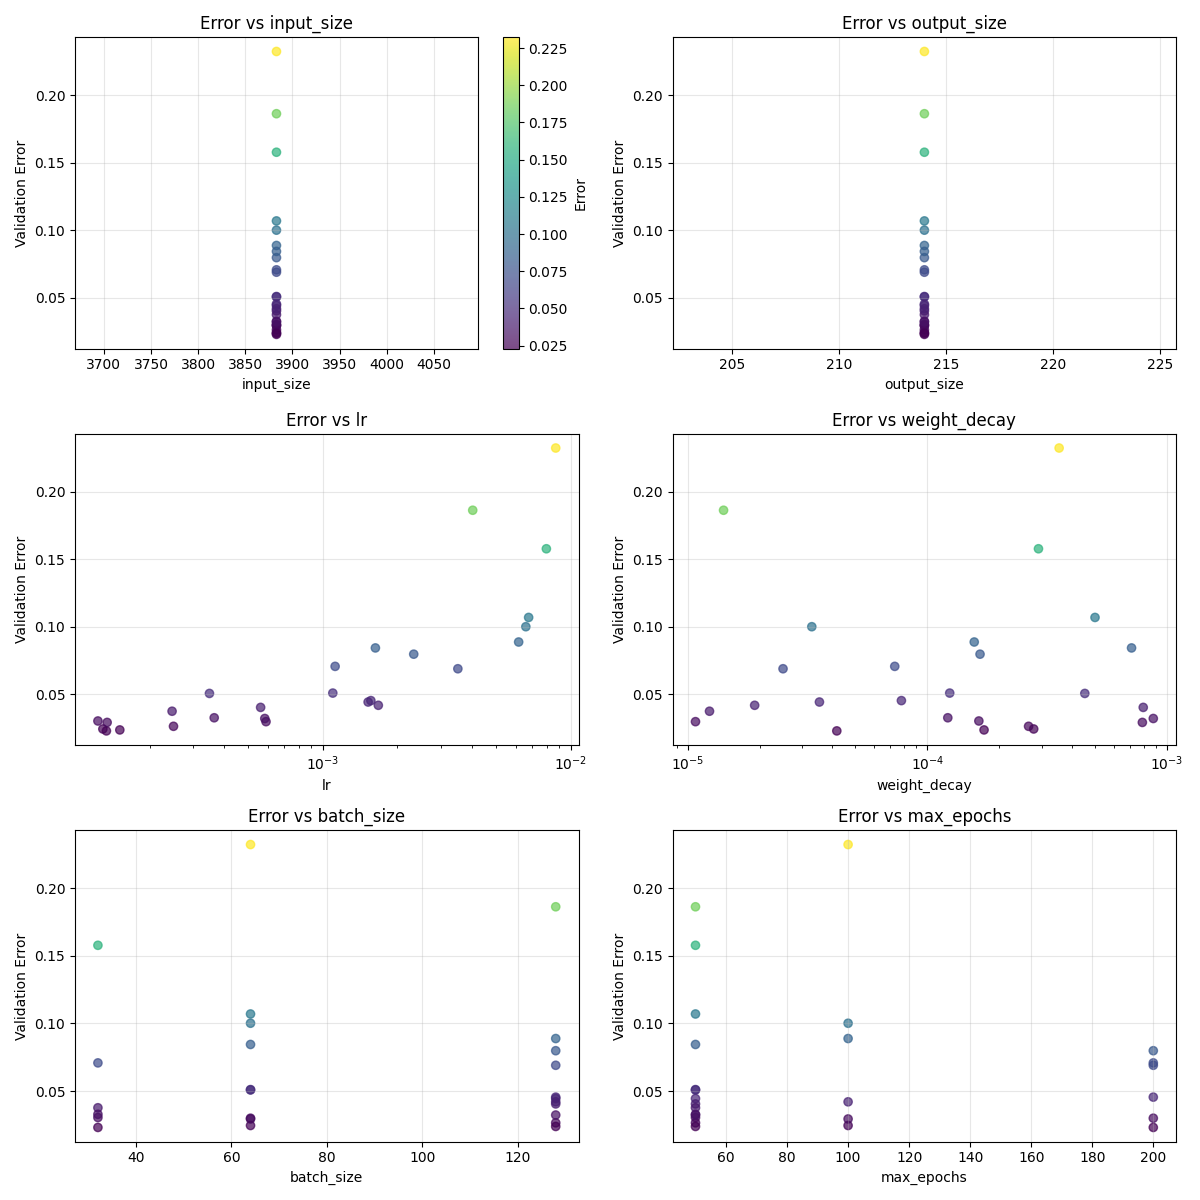 Error vs input_size
Validation Error
0.20
0.15
0.10
0.05
3700 3750 3800 3850 3900 3950 4000 4050
input_size
0.225
0.200
0.175
0.150
0.125
0.100
0.075
0.050
0.025
Error
Error vs output_size
Validation Error
0.20
0.15
0.10
0.05
205 210 215 220 225
output_size
Error vs lr
Validation Error
0.20
0.15
0.10
0.05
10⁻³ 10⁻²
lr
Error vs weight_decay
Validation Error
0.20
0.15
0.10
0.05
10⁻⁵ 10⁻⁴ 10⁻³
weight_decay
Error vs batch_size
Validation Error
0.20
0.15
0.10
0.05
40 60 80 100 120
batch_size
Error vs max_epochs
Validation Error
0.20
0.15
0.10
0.05
60 80 100 120 140 160 180 200
max_epochs